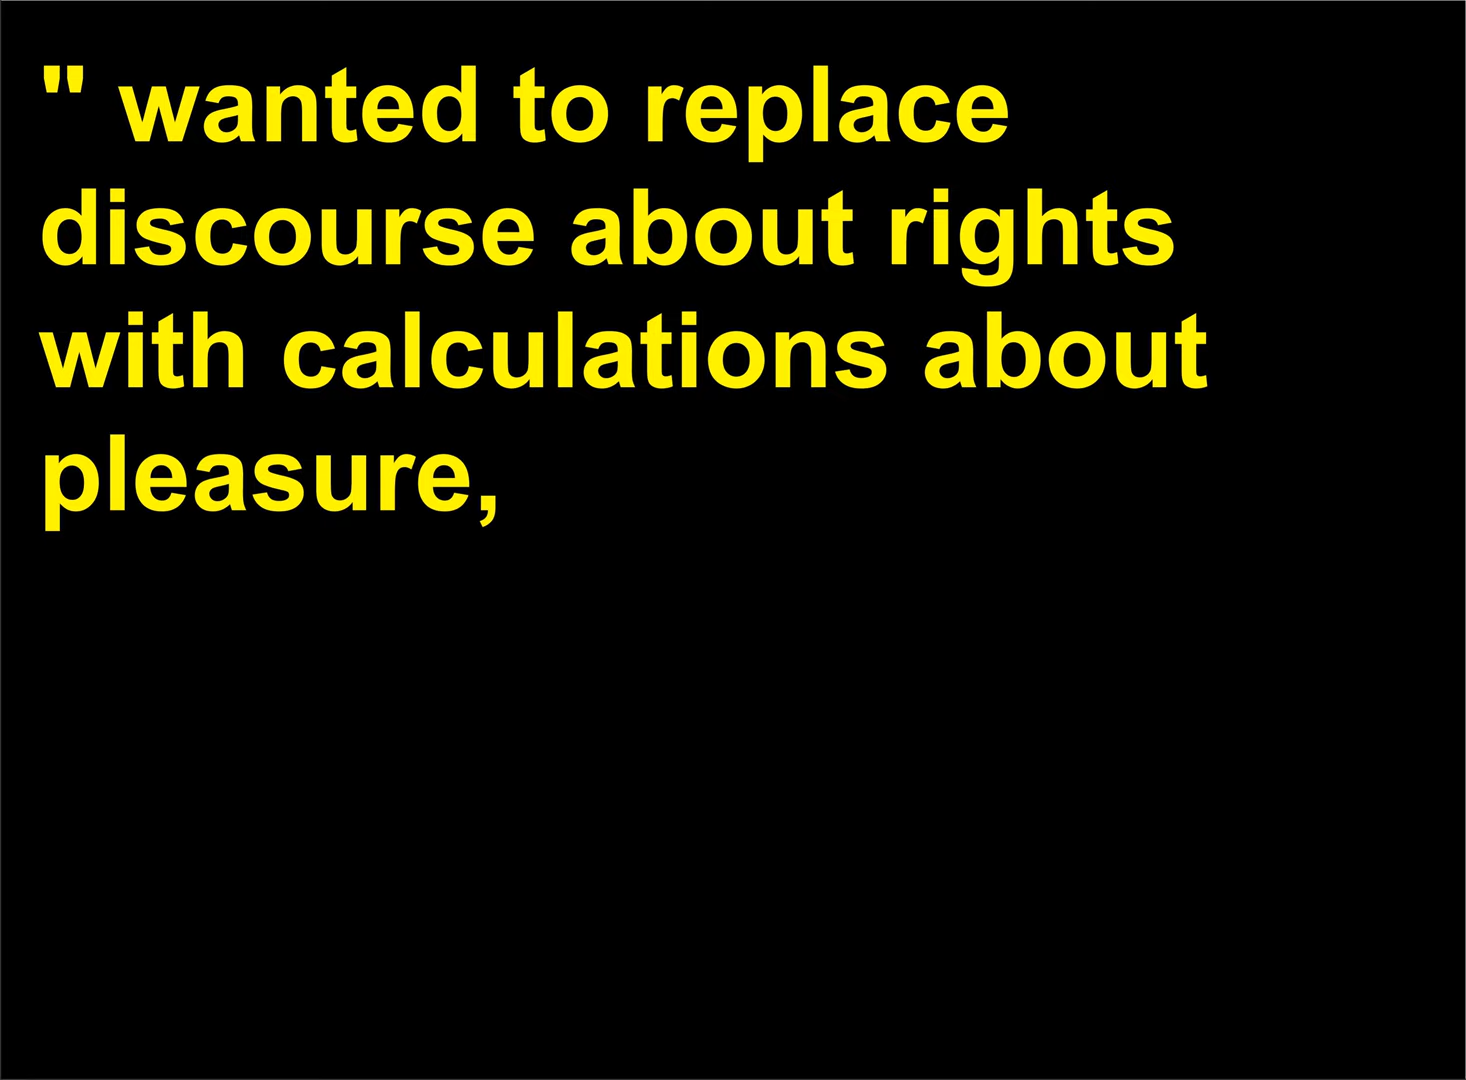 " wanted to replace
discourse about rights
with calculations about
pleasure,